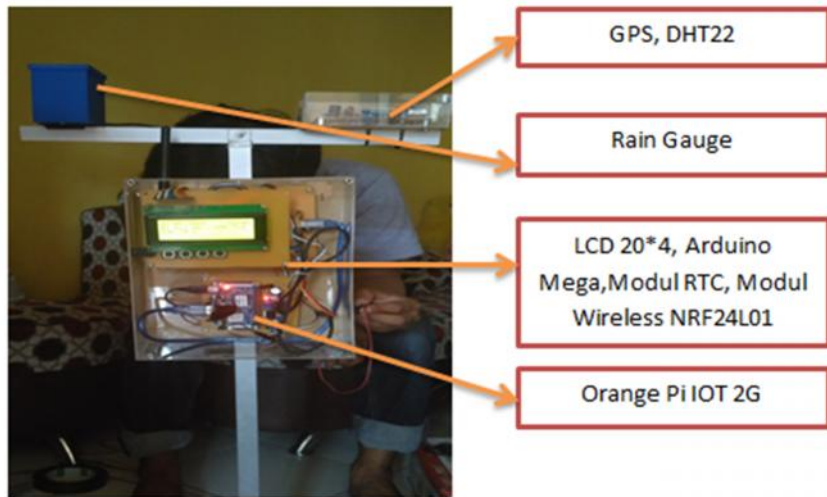 GPS, DHT22
Rain Gauge
LCD 20*4, Arduino
Mega,Modul RTC, Modul
Wireless NRF24L01
Orange Pi IOT 2G